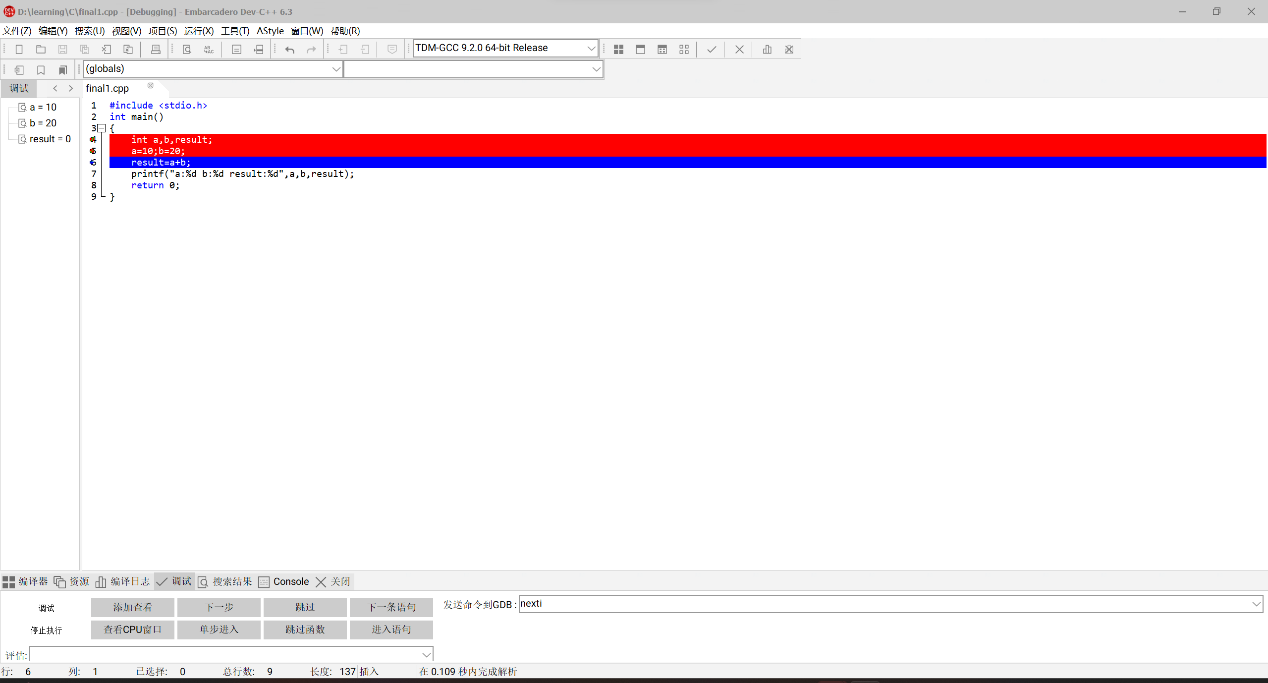 D:\learning\C\final1.cpp - [Debugging] - Embarcadero Dev-C++ 6.3
文件(Z) 编辑(Y) 搜索(U) 视图(V) 项目(S) 运行(X) 工具(T) AStyle 窗口(W) 帮助(R)
TDM-GCC 9.2.0 64-bit Release
(globals)
调试 final1.cpp
a = 10
b = 20
result = 0
1 #include <stdio.h>
2 int main()
3 {
4 int a,b,result;
5 a=10;b=20;
6 result=a+b;
7 printf("a:%d b:%d result:%d",a,b,result);
8 return 0;
9 }
编译器 资源 编译日志 调试 搜索结果 Console 关闭
调试 添加查看 下一步 跳过 下一条语句 发送命令到GDB: nexti
停止执行 查看CPU窗口 单步进入 跳过函数 进入语句
评估:
行: 6 列: 1 已选择: 0 总行数: 9 长度: 137 插入 在 0.109 秒内完成解析